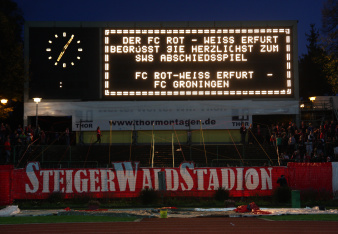 DER FC ROT - WEISS ERFURT
BEGRÜSST SIE HERZLICHST ZUM
SWS ABSCHIEDSSPIEL
FC ROT-WEISS ERFURT -
FC GRONINGEN
www.thormontagen.de
STEIGERWALDSTADION